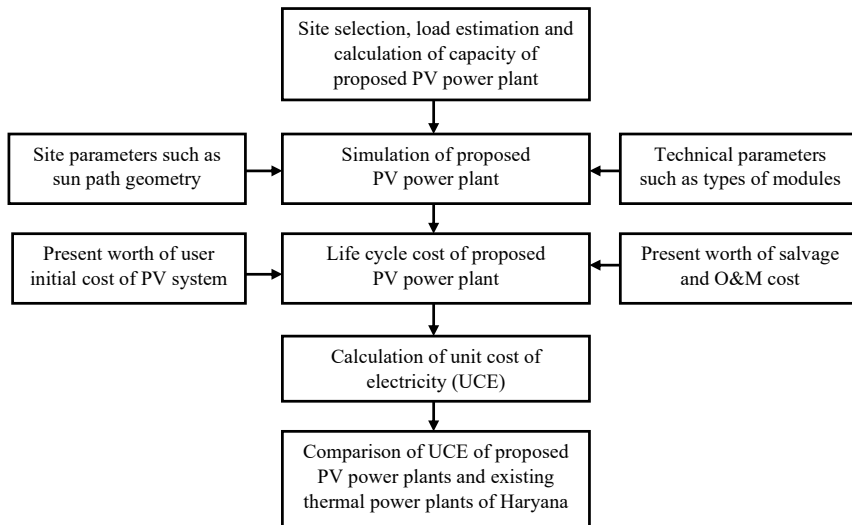 Site selection, load estimation and
calculation of capacity of
proposed PV power plant
Site parameters such as
sun path geometry
Simulation of proposed
PV power plant
Technical parameters
such as types of modules
Present worth of user
initial cost of PV system
Life cycle cost of proposed
PV power plant
Present worth of salvage
and O&M cost
Calculation of unit cost of
electricity (UCE)
Comparison of UCE of proposed
PV power plants and existing
thermal power plants of Haryana